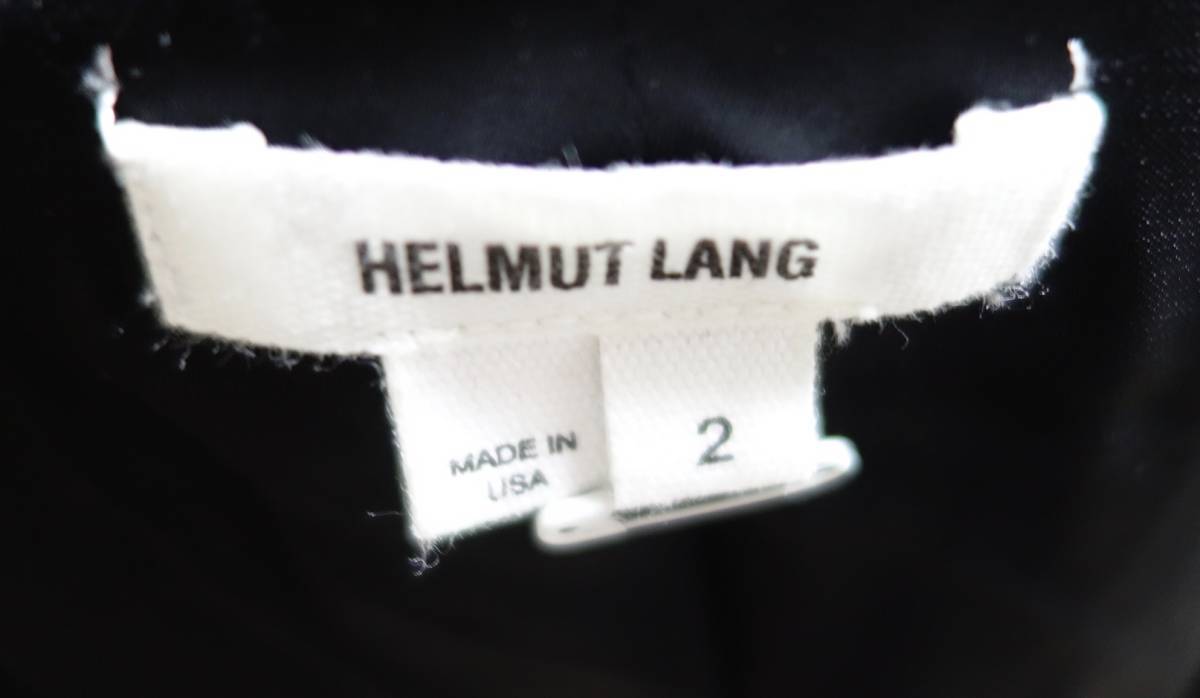 HELMUT LANG
MADE IN
USA
2